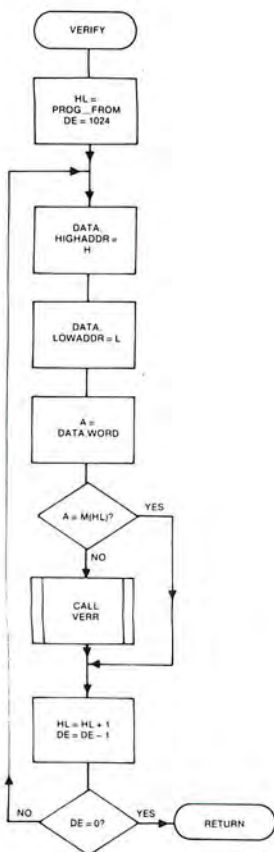 VERIFY
HL =
PROG_FROM
DE = 1024
DATA.
HIGHADDR =
H
DATA.
LOWADDR = L
A =
DATA.WORD
A = M(HL)?
YES
NO
CALL
VERR
HL = HL + 1
DE = DE - 1
NO
DE = 0?
YES
RETURN